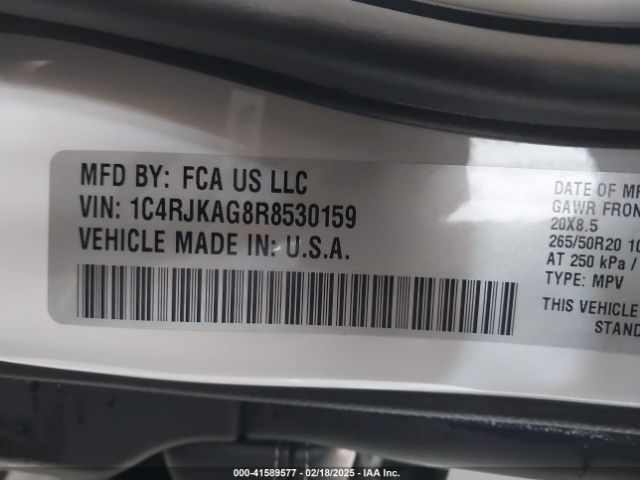 MFD BY: FCA US LLC
VIN: 1C4RJKAG8R8530159
VEHICLE MADE IN: U.S.A.
DATE OF MF
GAWR FRON
20X8.5
265/50R20 10
AT 250 kPa /
TYPE: MPV
THIS VEHICLE
STAND
000-41589577 - 02/18/2025 - IAA Inc.